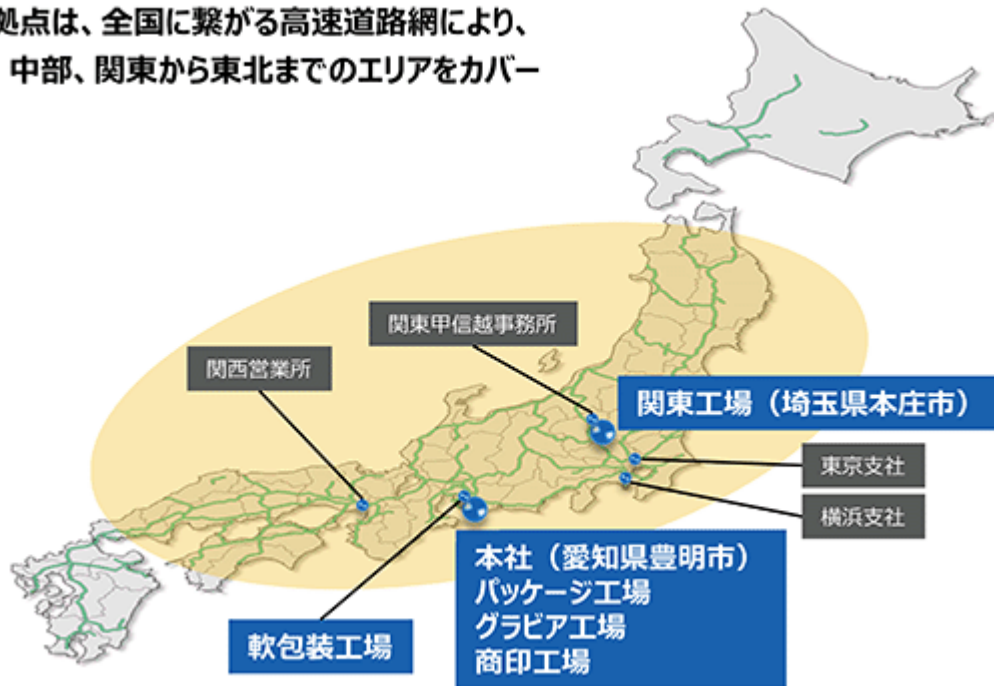 拠点は、全国に繋がる高速道路網により、
中部、関東から東北までのエリアをカバー
関東甲信越事務所
関西営業所
関東工場（埼玉県本庄市）
東京支社
横浜支社
本社（愛知県豊明市）
パッケージ工場
グラビア工場
商印工場
軟包装工場